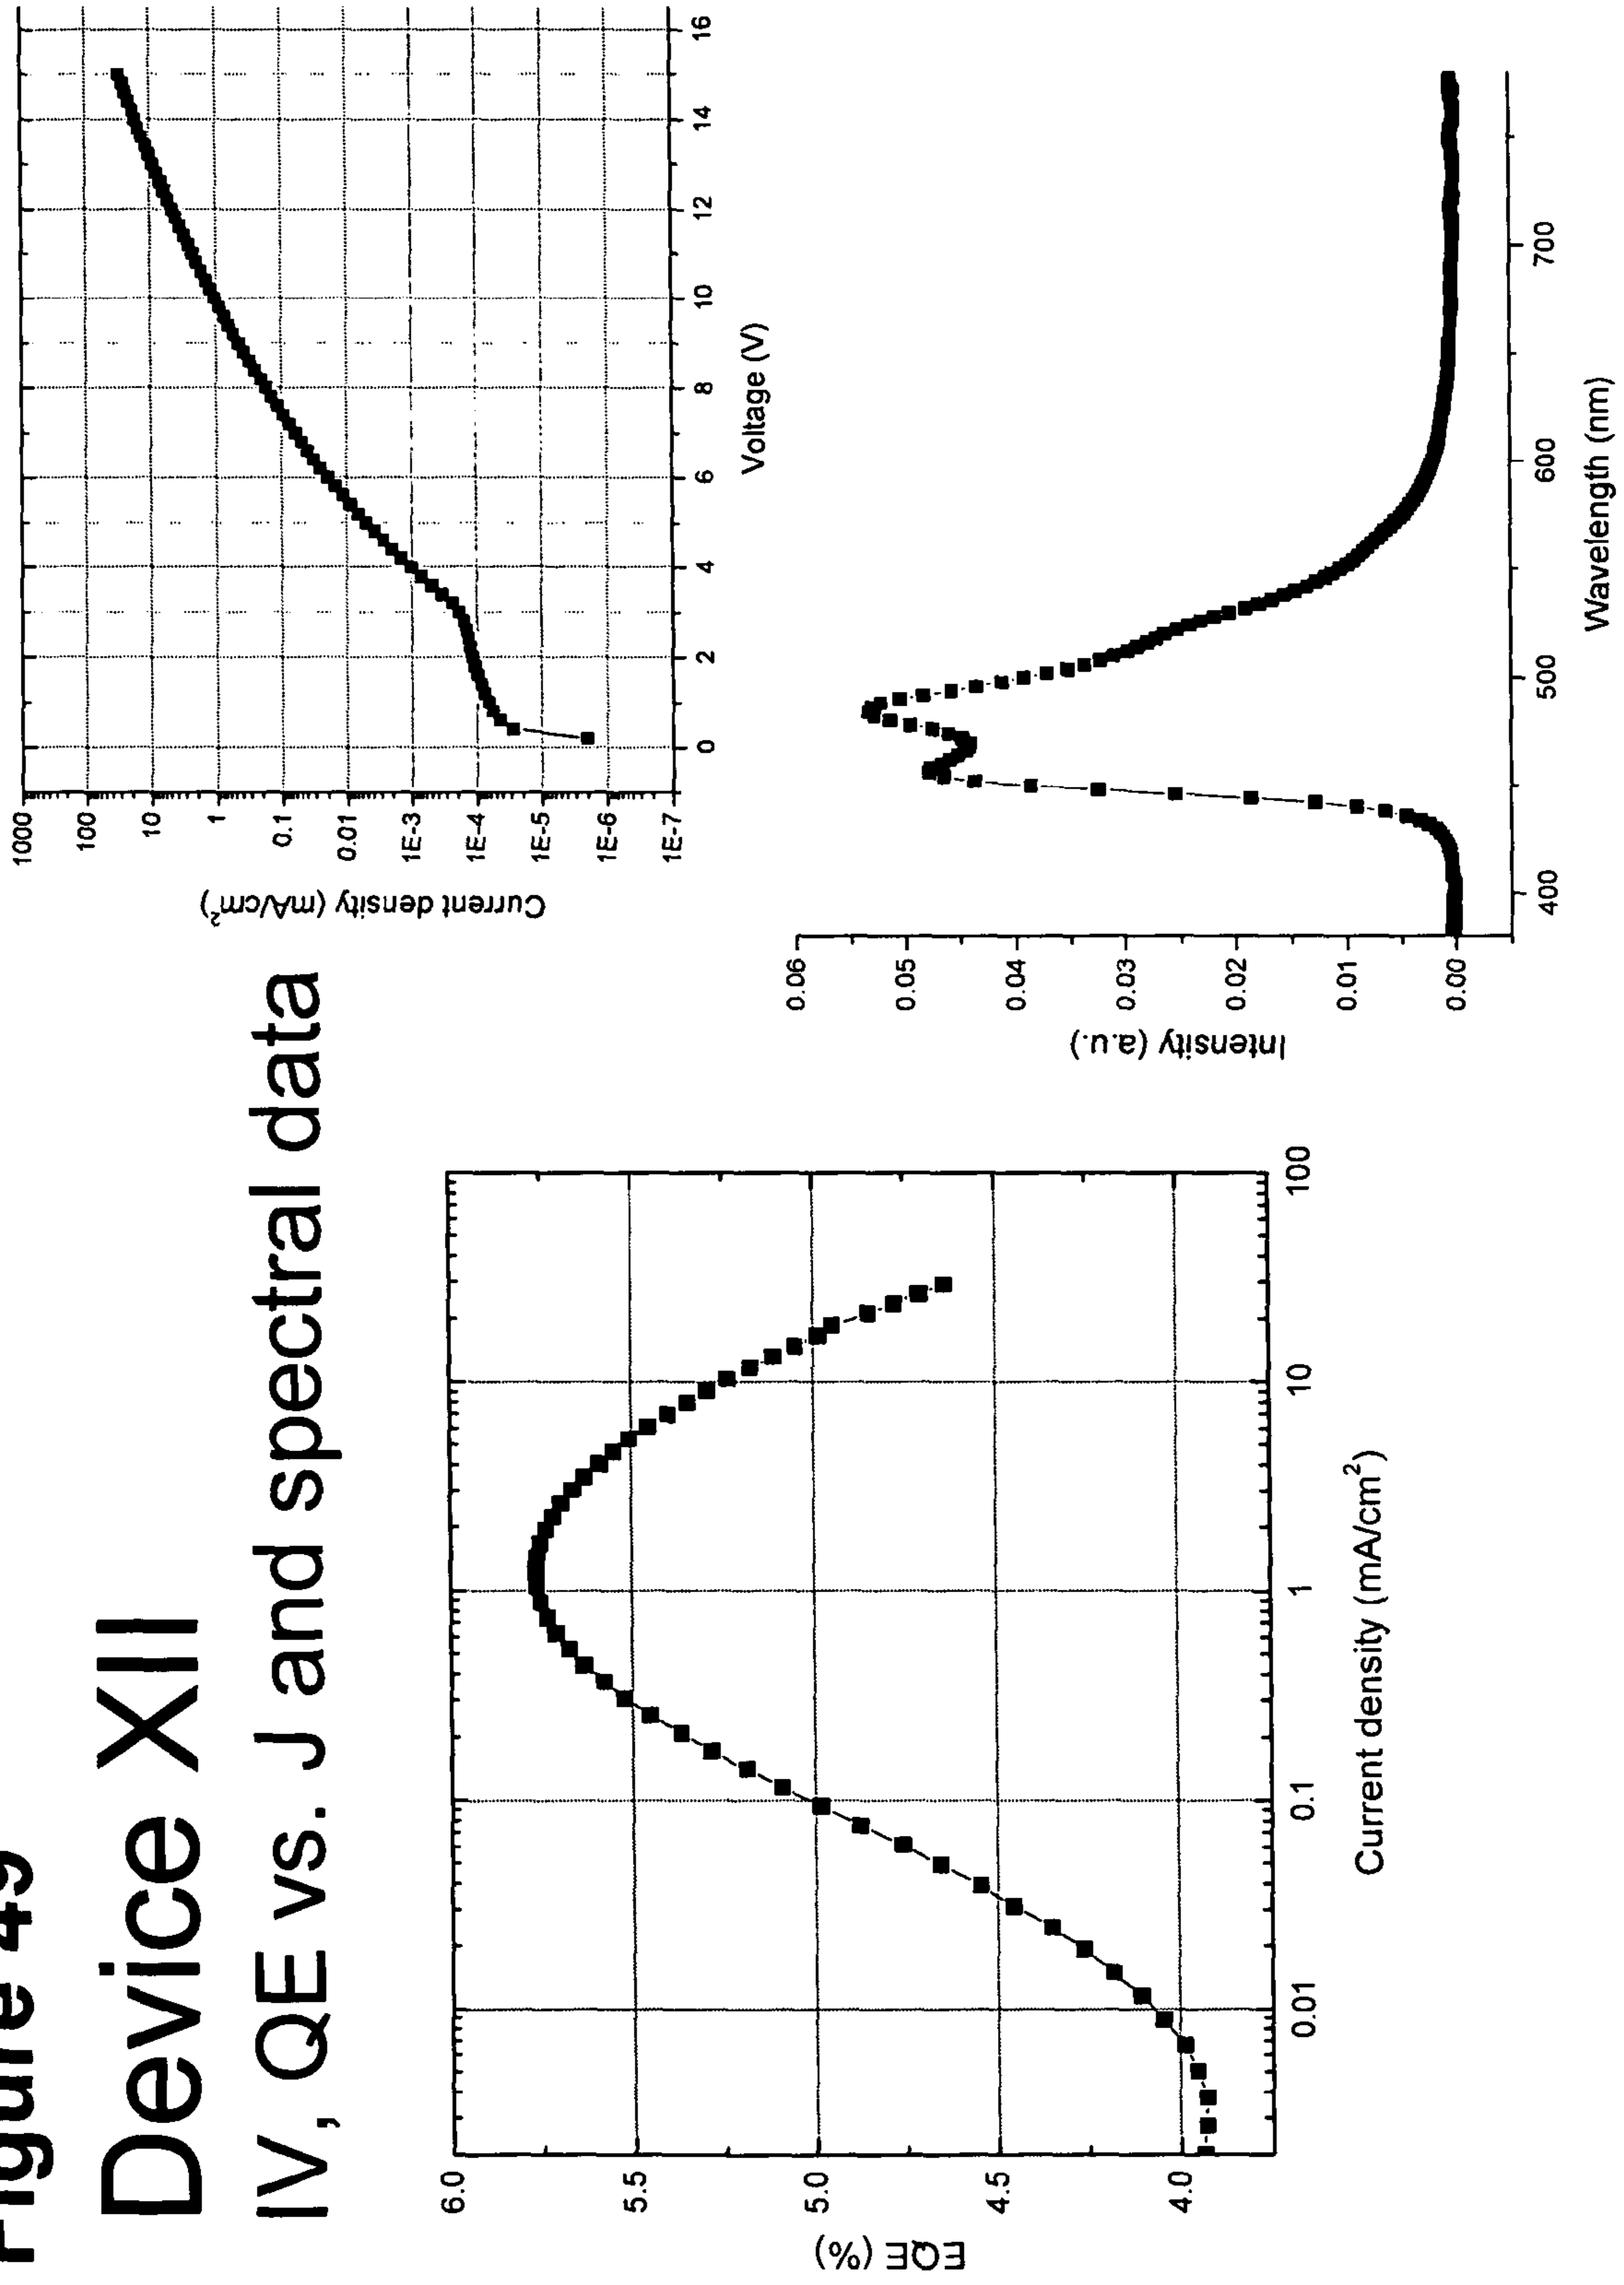 Figure 49
Device XII
IV, QE vs. J and spectral data
1000
100
10
1
0.1
0.01
1E-3
1E-4
1E-5
1E-6
1E-7
Current density (mA/cm²)
0 2 4 6 8 10 12 14 16
Voltage (V)
6.0
5.5
5.0
4.5
4.0
EQE (%)
0.01 0.1 1 10 100
Current density (mA/cm²)
0.06
0.05
0.04
0.03
0.02
0.01
0.00
Intensity (a.u.)
400 500 600 700
Wavelength (nm)